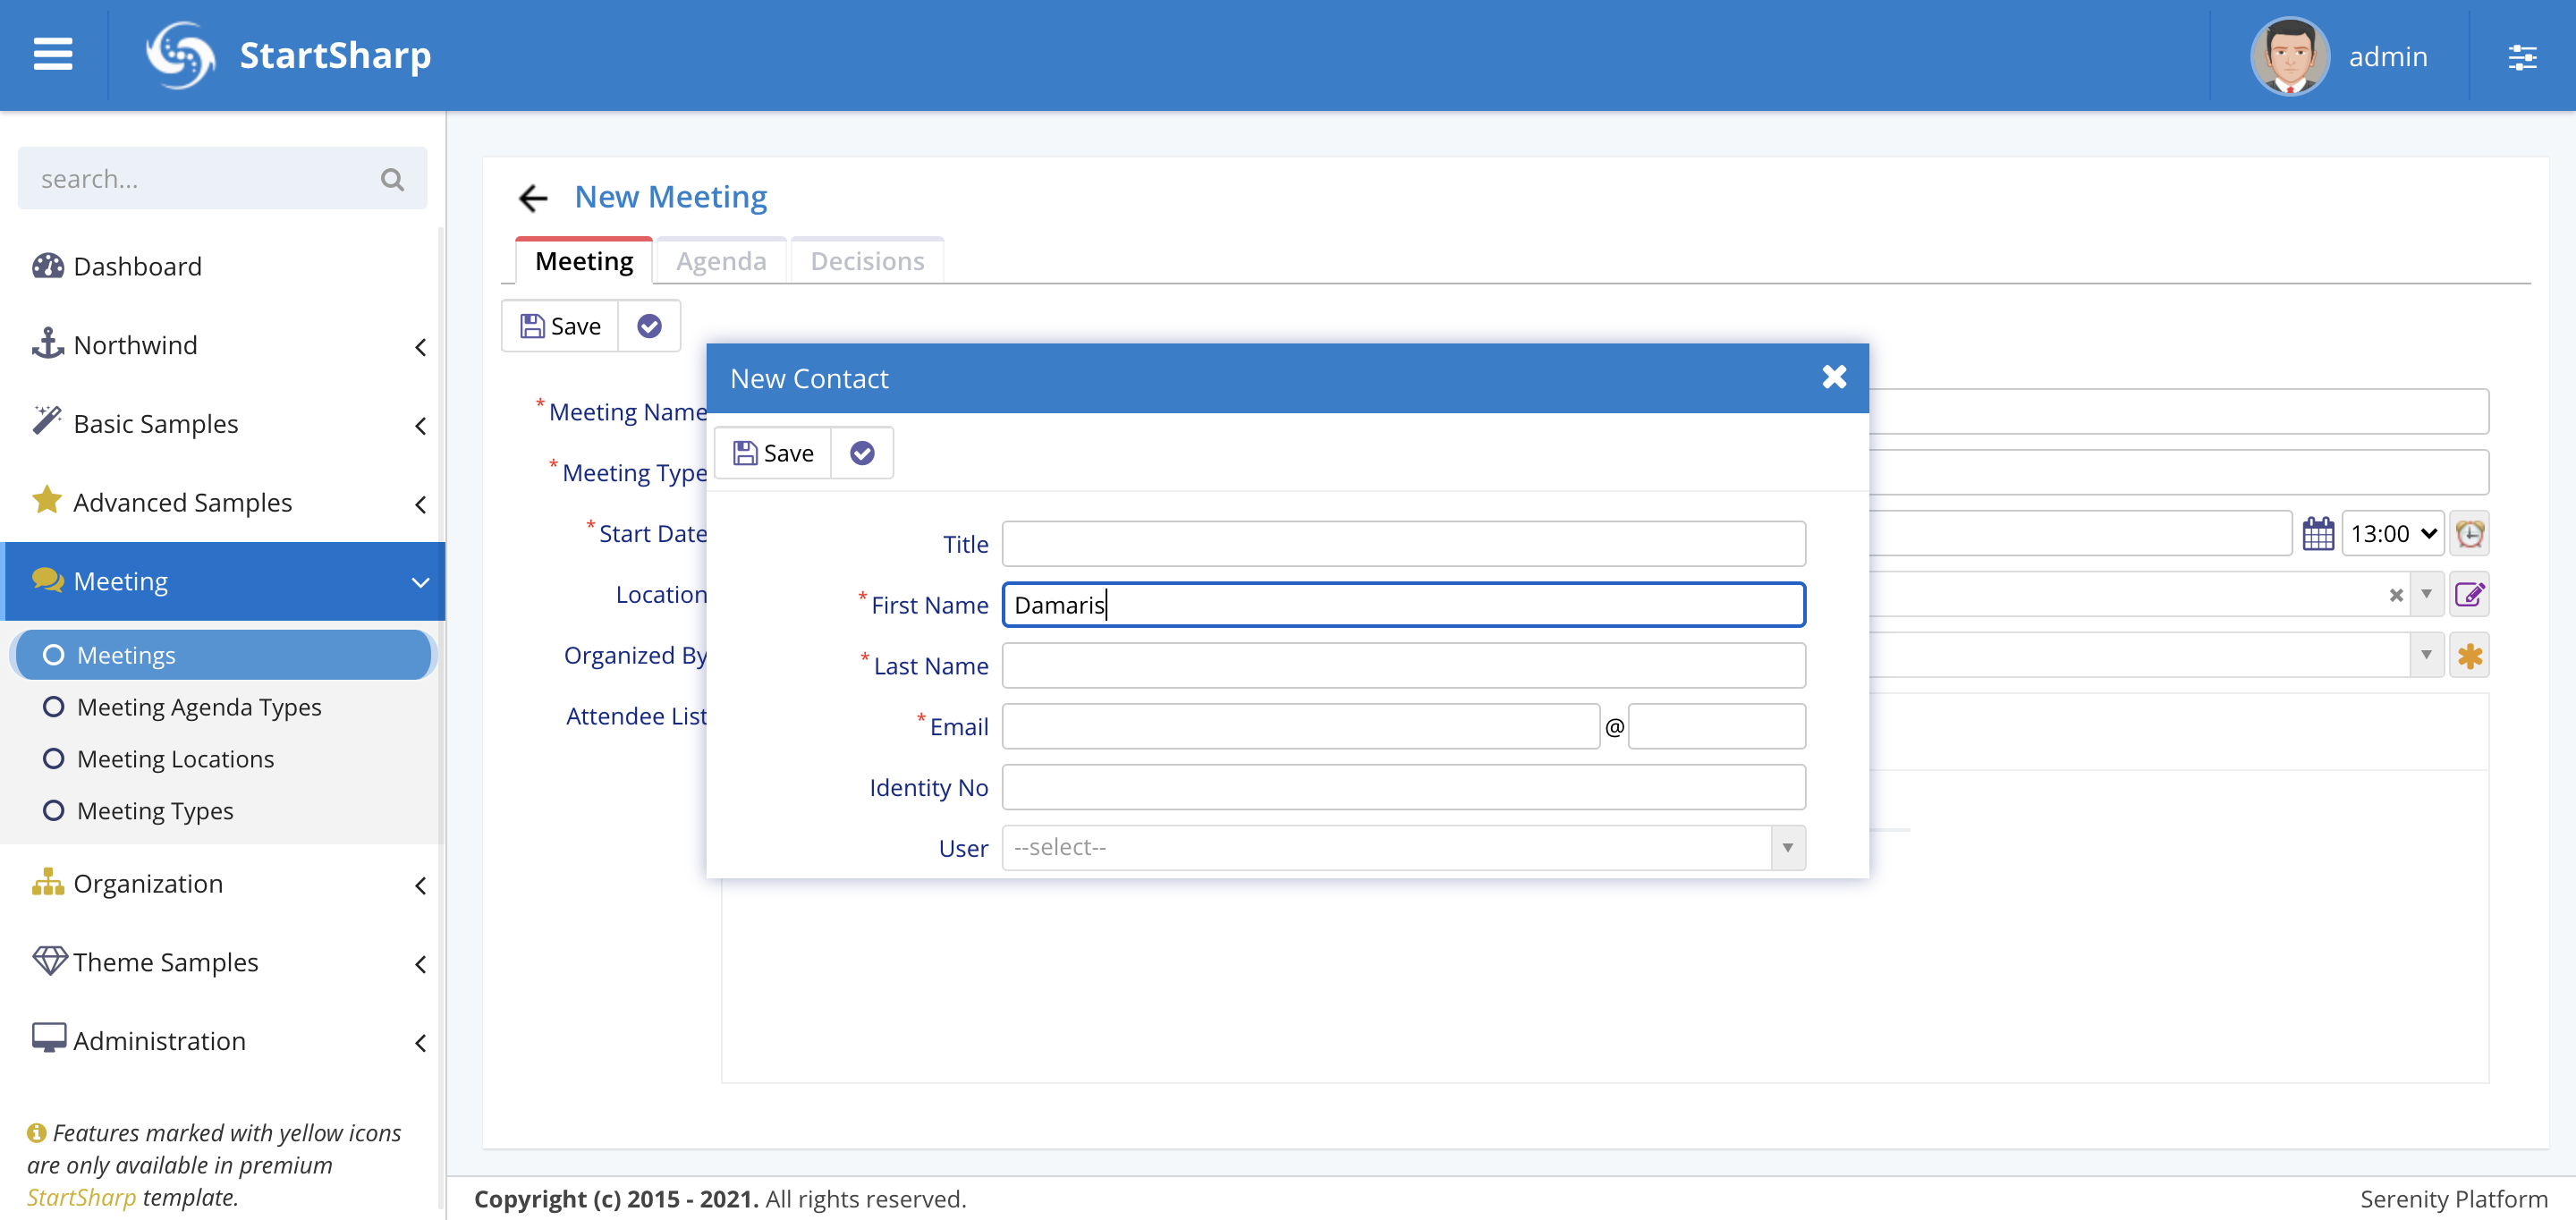 StartSharp
admin
search...
Dashboard
Northwind
Basic Samples
Advanced Samples
Meeting
Meetings
Meeting Agenda Types
Meeting Locations
Meeting Types
Organization
Theme Samples
Administration
Features marked with yellow icons
are only available in premium
StartSharp template.
New Meeting
Meeting Agenda Decisions
Save
* Meeting Name
* Meeting Type
* Start Date
13:00
Location
Organized By
Attendee List
New Contact
Save
Title
* First Name Damaris
* Last Name
* Email @
Identity No
User --select--
Copyright (c) 2015 - 2021. All rights reserved.
Serenity Platform